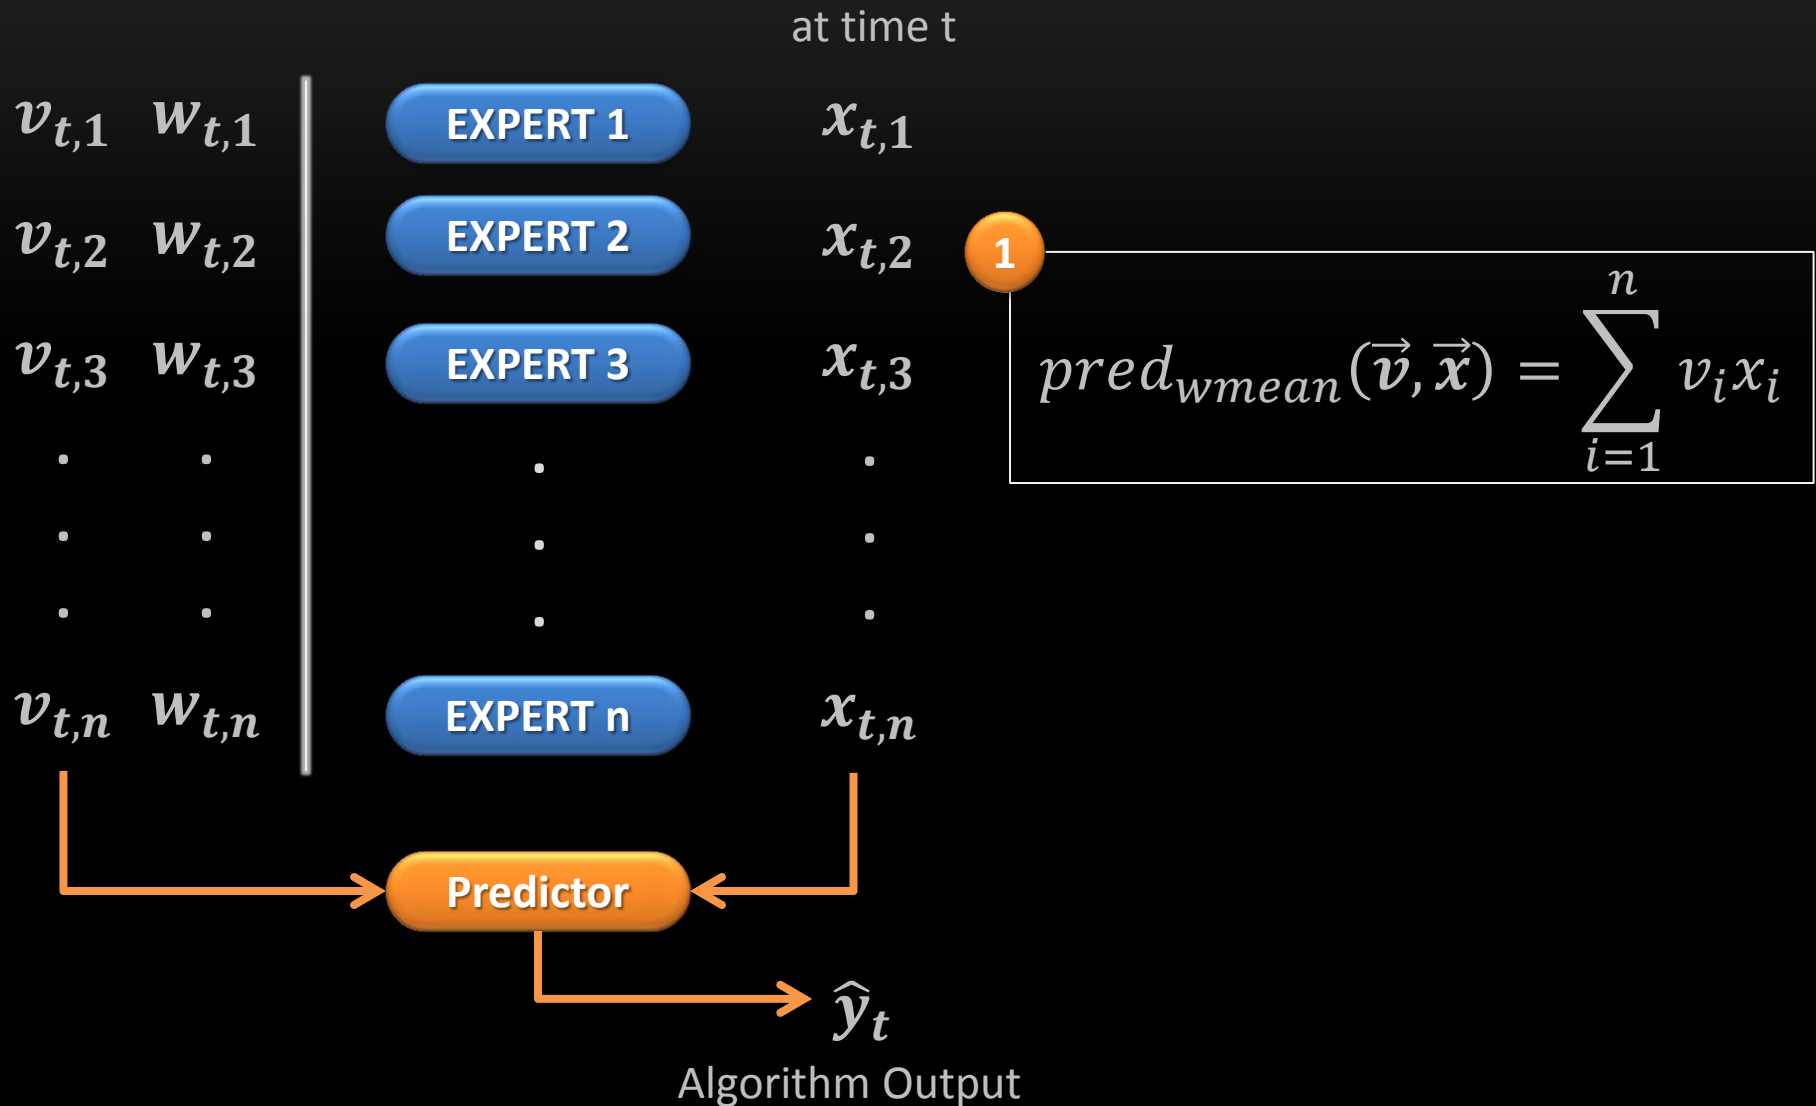 at time t
v_{t,1} w_{t,1} EXPERT 1 x_{t,1}
v_{t,2} w_{t,2} EXPERT 2 x_{t,2}
1
v_{t,3} w_{t,3} EXPERT 3 x_{t,3}
pred_{wmean}(\vec{v}, \vec{x}) = \sum_{i=1}^{n} v_i x_i
. . . .
. . . .
. . . .
v_{t,n} w_{t,n} EXPERT n x_{t,n}
Predictor
\hat{y}_t
Algorithm Output